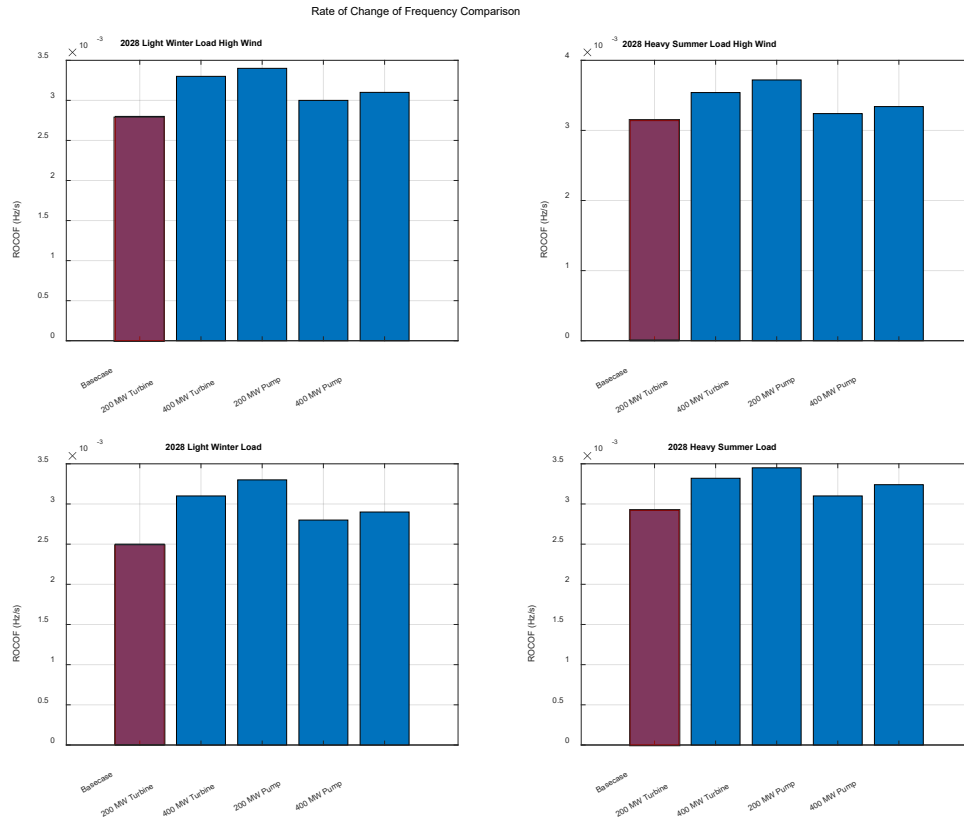 Rate of Change of Frequency Comparison
2028 Light Winter Load High Wind
× 10 -3
3.5
3
2.5
2
1.5
1
0.5
0
ROCOF (Hz/s)
Basecase
200 MW Turbine
400 MW Turbine
200 MW Pump
400 MW Pump
2028 Heavy Summer Load High Wind
× 10 -3
4
3
2
1
0
ROCOF (Hz/s)
Basecase
200 MW Turbine
400 MW Turbine
200 MW Pump
400 MW Pump
2028 Light Winter Load
× 10 -3
3.5
3
2.5
2
1.5
1
0.5
0
ROCOF (Hz/s)
Basecase
200 MW Turbine
400 MW Turbine
200 MW Pump
400 MW Pump
2028 Heavy Summer Load
× 10 -3
3.5
3
2.5
2
1.5
1
0.5
0
ROCOF (Hz/s)
Basecase
200 MW Turbine
400 MW Turbine
200 MW Pump
400 MW Pump